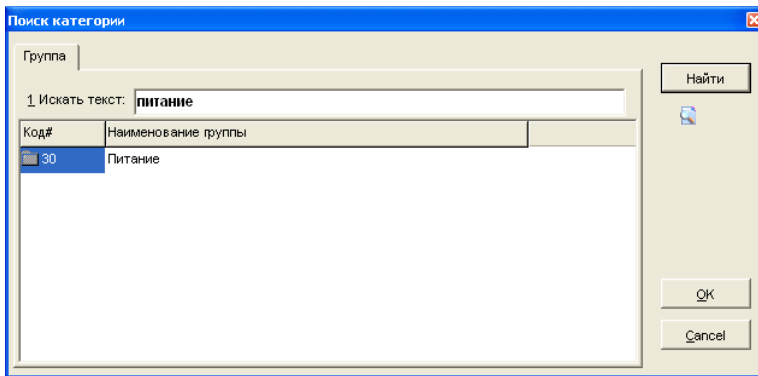 Поиск категории
Группа
Найти
1 Искать текст: питание
Код# Наименование группы
30 Питание
OK
Cancel